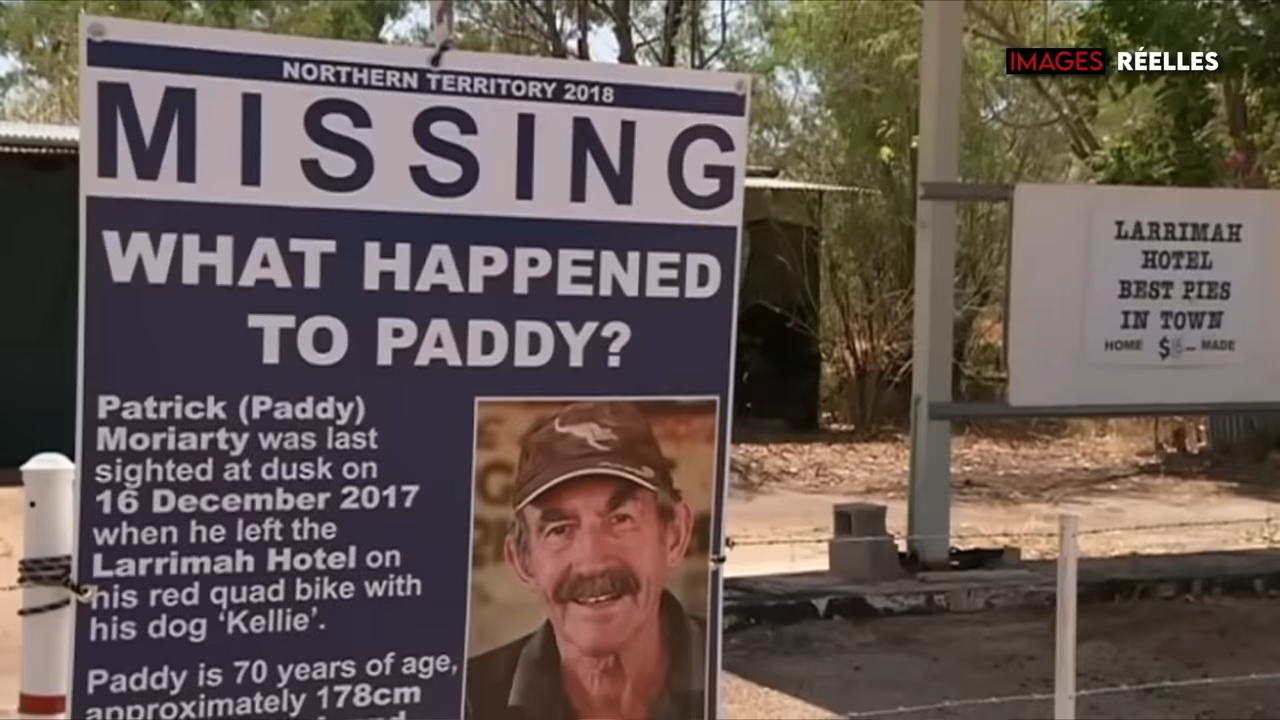 IMAGES RÉELLES
NORTHERN TERRITORY 2018
MISSING
WHAT HAPPENED
TO PADDY?
Patrick (Paddy)
Moriarty was last
sighted at dusk on
16 December 2017
when he left the
Larrimah Hotel on
his red quad bike with
his dog ‘Kellie’.
Paddy is 70 years of age,
approximately 178cm
LARRIMAH
HOTEL
BEST PIES
IN TOWN
HOME $ MADE